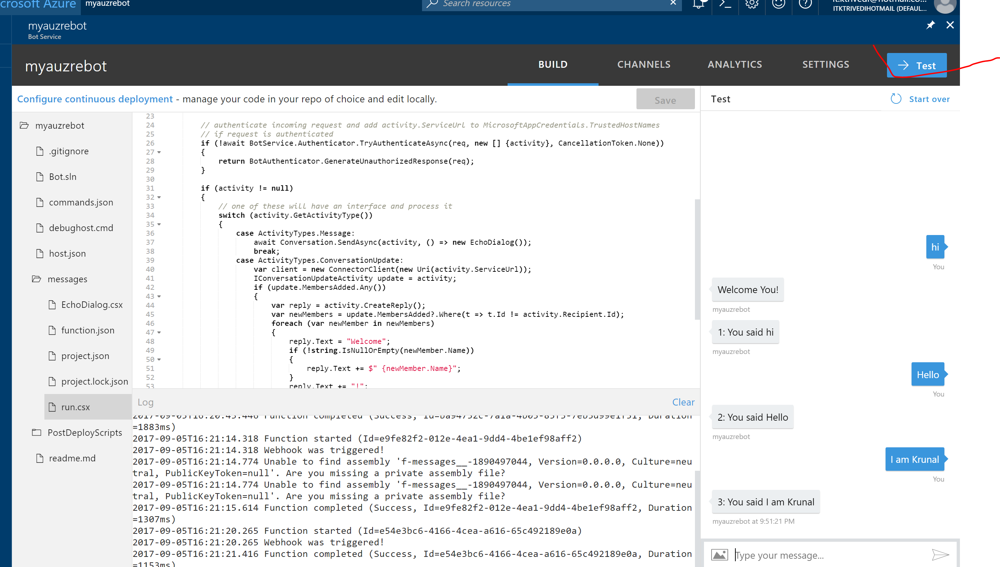 crosoft Azure
myauzrebot
Search resources
ITKTRIVEDIHOTMAIL (DEFAUL...
myauzrebot
Bot Service
myauzrebot
BUILD
CHANNELS
ANALYTICS
SETTINGS
Test
Configure continuous deployment - manage your code in your repo of choice and edit locally.
Save
myauzrebot
.gitignore
Bot.sln
commands.json
debughost.cmd
host.json
messages
EchoDialog.csx
function.json
project.json
project.lock.json
run.csx
PostDeployScripts
readme.md
23
24 // authenticate incoming request and add activity.ServiceUrl to MicrosoftAppCredentials.TrustedHostNames
25 // if request is authenticated
26 if (!await BotService.Authenticator.TryAuthenticateAsync(req, new [] {activity}, CancellationToken.None))
27 {
28 return BotAuthenticator.GenerateUnauthorizedResponse(req);
29 }
30
31 if (activity != null)
32 {
33 // one of these will have an interface and process it
34 switch (activity.GetActivityType())
35 {
36 case ActivityTypes.Message:
37 await Conversation.SendAsync(activity, () => new EchoDialog());
38 break;
39 case ActivityTypes.ConversationUpdate:
40 var client = new ConnectorClient(new Uri(activity.ServiceUrl));
41 IConversationUpdateActivity update = activity;
42 if (update.MembersAdded.Any())
43 {
44 var reply = activity.CreateReply();
45 var newMembers = update.MembersAdded?.Where(t => t.Id != activity.Recipient.Id);
46 foreach (var newMember in newMembers)
47 {
48 reply.Text = "Welcome";
49 if (!string.IsNullOrEmpty(newMember.Name))
50 {
51 reply.Text += $" {newMember.Name}";
52 }
53 reply.Text += "!";
Log
Clear
=1883ms)
2017-09-05T16:21:14.318 Function started (Id=e9fe82f2-012e-4ea1-9dd4-4be1ef98aff2)
2017-09-05T16:21:14.318 Webhook was triggered!
2017-09-05T16:21:14.774 Unable to find assembly 'f-messages__-1890497044, Version=0.0.0.0, Culture=neu
tral, PublicKeyToken=null'. Are you missing a private assembly file?
2017-09-05T16:21:14.774 Unable to find assembly 'f-messages__-1890497044, Version=0.0.0.0, Culture=neu
tral, PublicKeyToken=null'. Are you missing a private assembly file?
2017-09-05T16:21:15.614 Function completed (Success, Id=e9fe82f2-012e-4ea1-9dd4-4be1ef98aff2, Duration
=1307ms)
2017-09-05T16:21:20.265 Function started (Id=e54e3bc6-4166-4cea-a616-65c492189e0a)
2017-09-05T16:21:20.265 Webhook was triggered!
2017-09-05T16:21:21.416 Function completed (Success, Id=e54e3bc6-4166-4cea-a616-65c492189e0a, Duration
=1153ms)
Test
Start over
hi
You
Welcome You!
myauzrebot
1: You said hi
myauzrebot
Hello
You
2: You said Hello
myauzrebot
I am Krunal
You
3: You said I am Krunal
myauzrebot at 9:51:21 PM
Type your message...